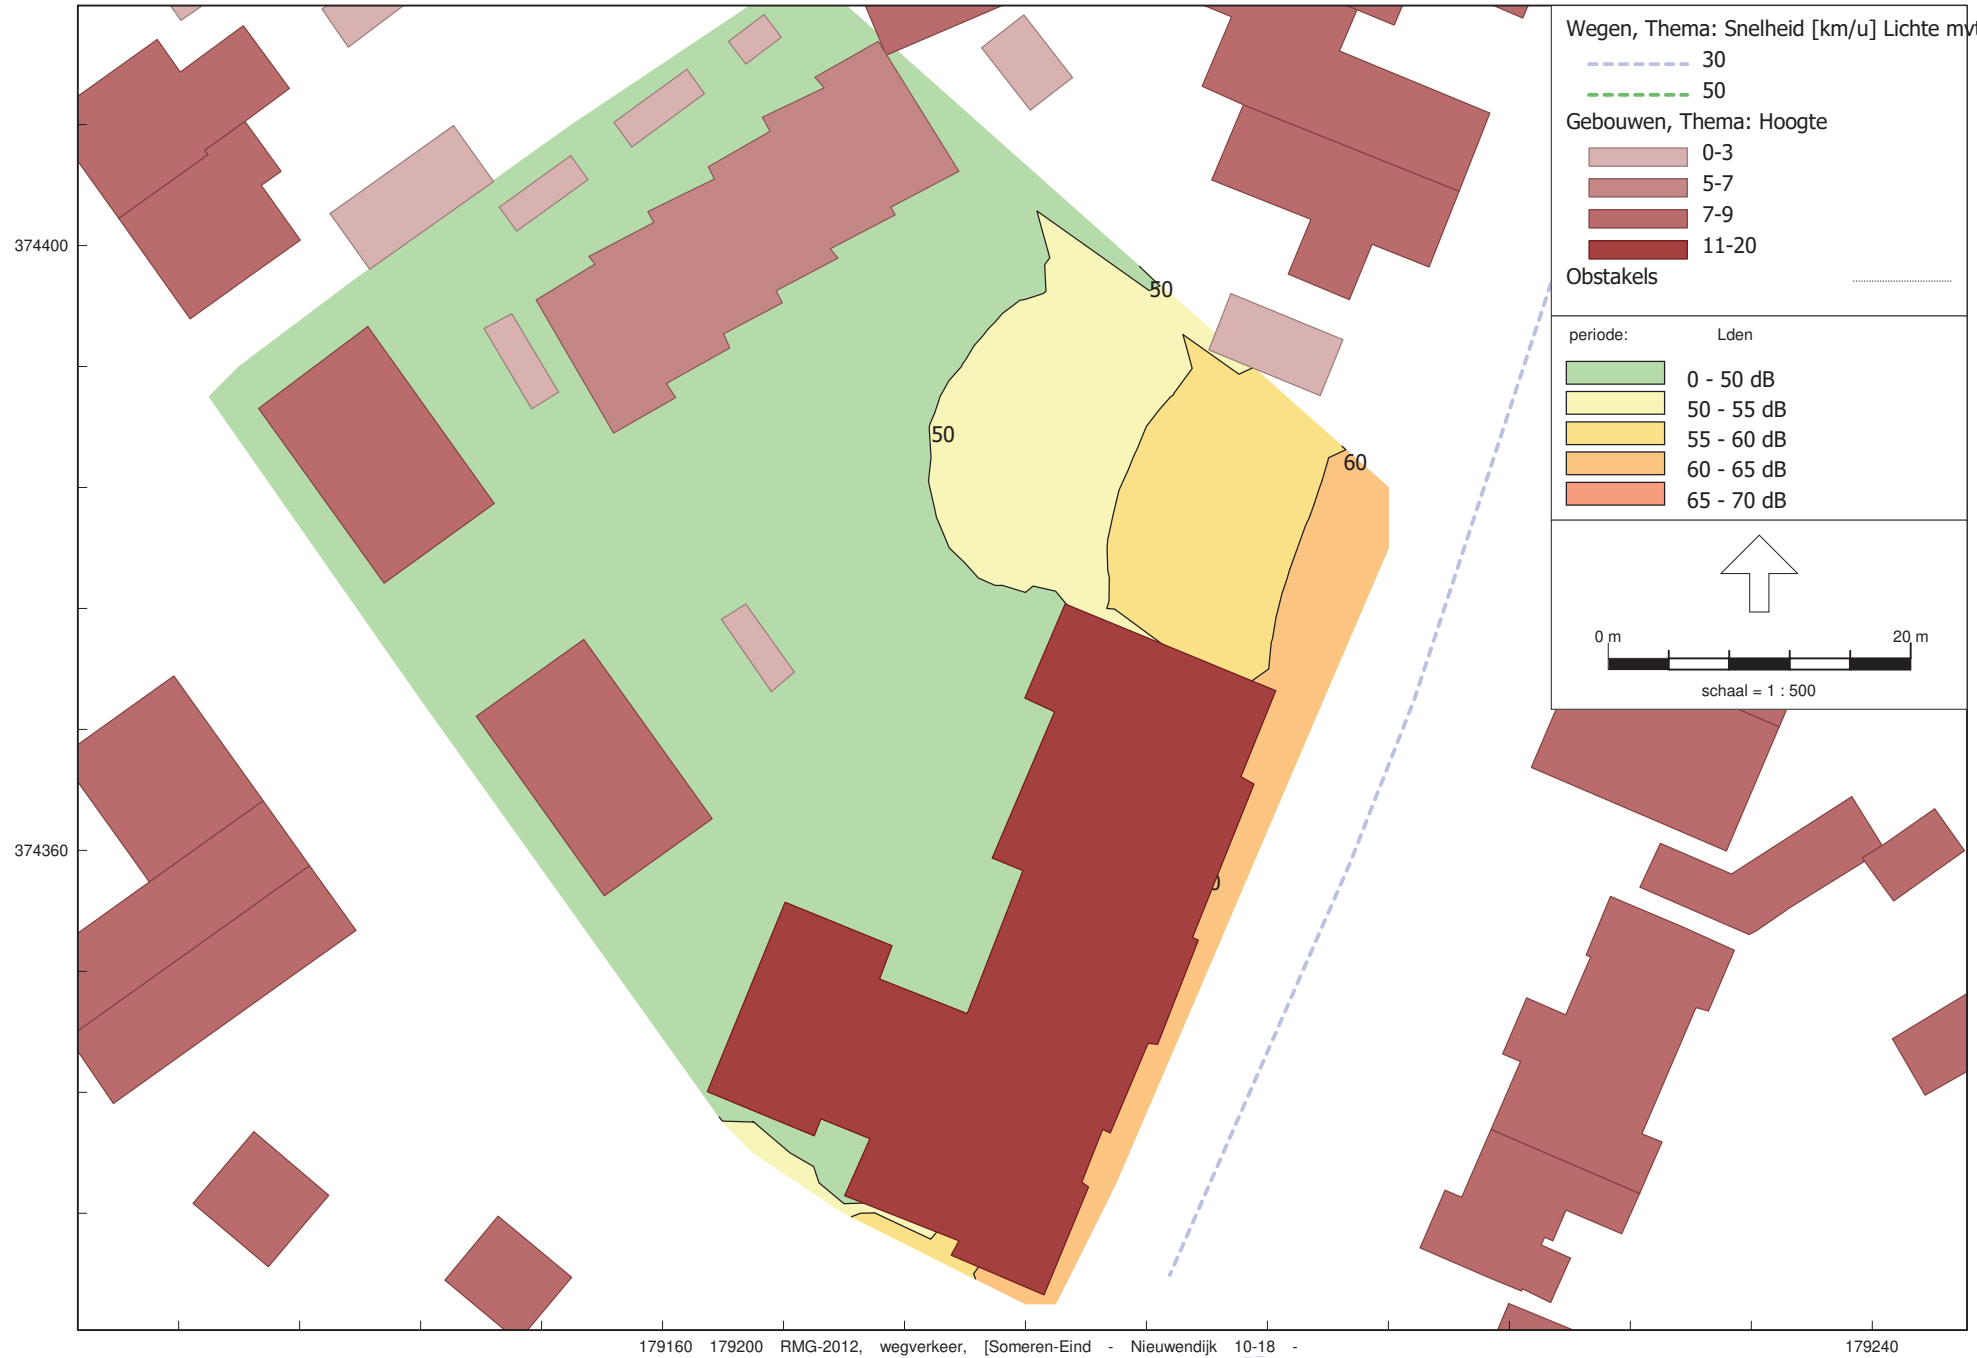 Wegen, Thema: Snelheid [km/u] Lichte mvt
30
50
Gebouwen, Thema: Hoogte
0-3
5-7
7-9
11-20
Obstakels
periode: Lden
0 - 50 dB
50 - 55 dB
55 - 60 dB
60 - 65 dB
65 - 70 dB
0 m 20 m
schaal = 1 : 500
374400
50
50
60
374360
0
179160 179200 RMG-2012, wegverkeer, [Someren-Eind - Nieuwendijk 10-18 - 179240